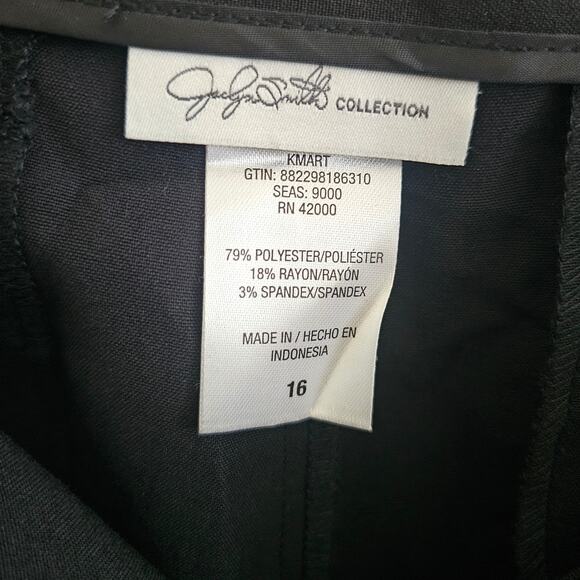 Jaclyn Smith COLLECTION
KMART
GTIN: 882298186310
SEAS: 9000
RN 42000
79% POLYESTER/POLIÉSTER
18% RAYON/RAYÓN
3% SPANDEX/SPANDEX
MADE IN / HECHO EN
INDONESIA
16